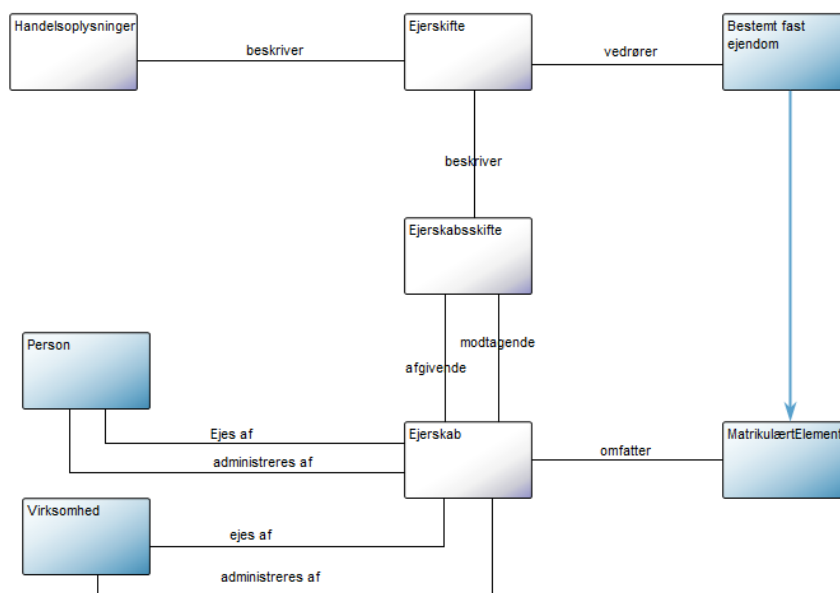 Handelsoplysninger
beskriver
Ejerskifte
vedrører
Bestemt fast
ejendom
beskriver
Ejerskabsskifte
modtagende
afgivende
Person
Ejes af
administreres af
Ejerskab
omfatter
MatrikulærtElement
Virksomhed
ejes af
administreres af